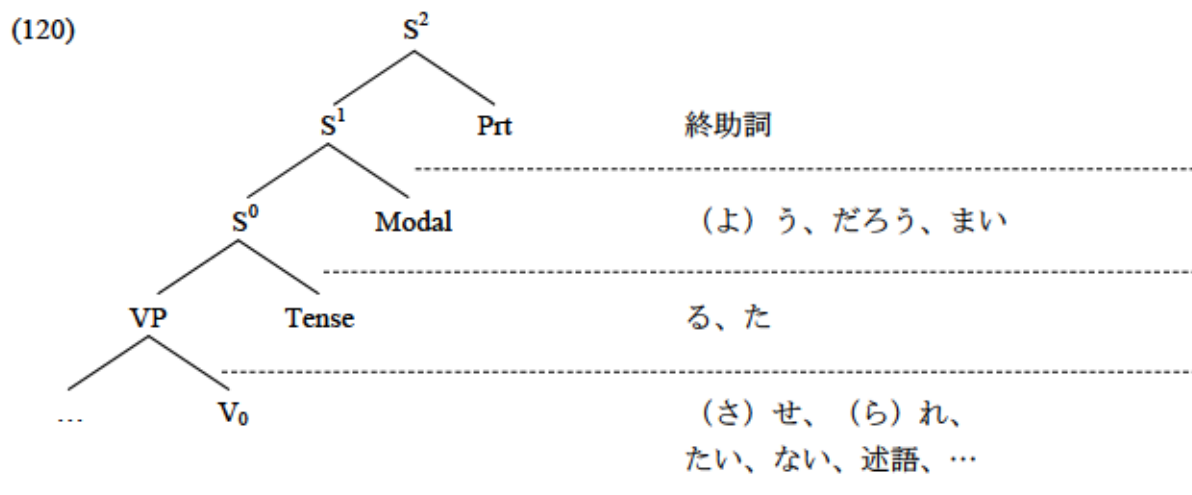 (120)
S²
S¹ Prt 終助詞
S⁰ Modal （よ）う、だろう、まい
VP Tense る、た
… V₀ （さ）せ、（ら）れ、
たい、ない、述語、…